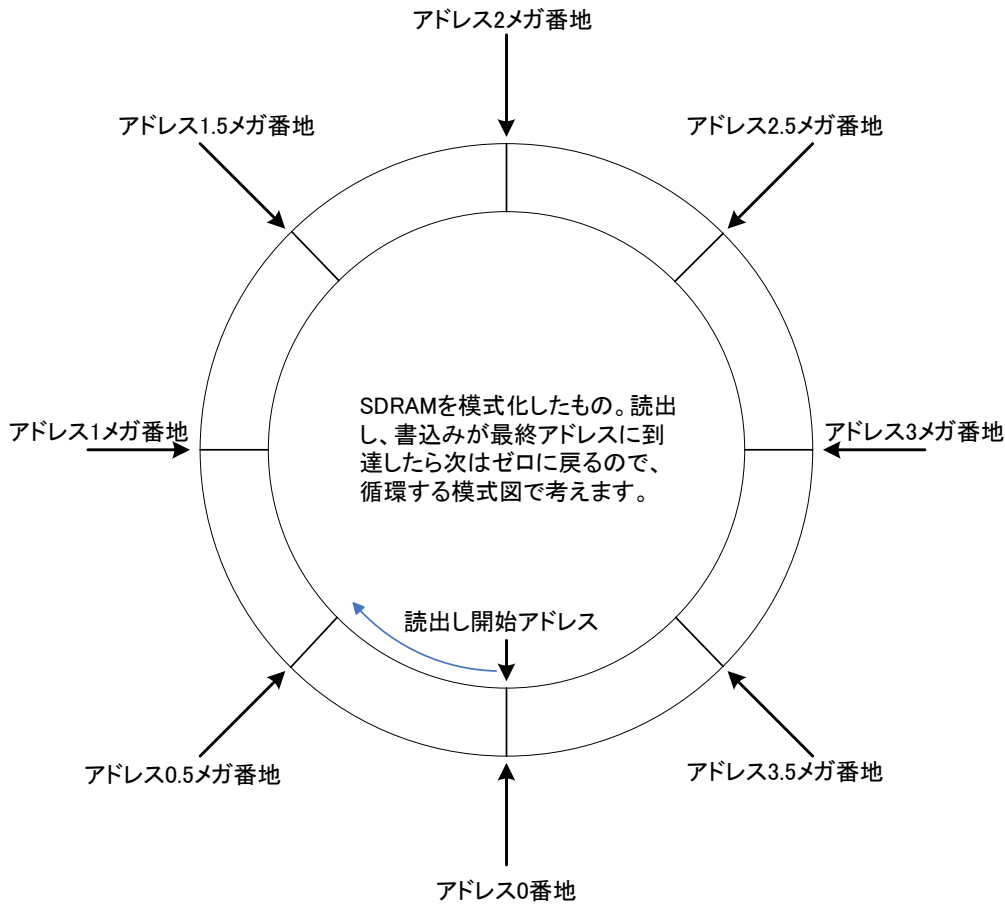 アドレス2メガ番地
アドレス1.5メガ番地
アドレス2.5メガ番地
SDRAMを模式化したもの。読出
し、書込みが最終アドレスに到
達したら次はゼロに戻るので、
循環する模式図で考えます。
アドレス1メガ番地
アドレス3メガ番地
読出し開始アドレス
アドレス0.5メガ番地
アドレス3.5メガ番地
アドレス0番地